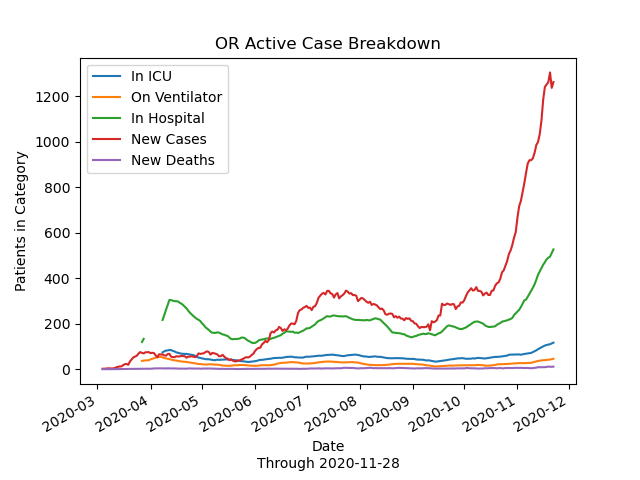 OR Active Case Breakdown
In ICU
On Ventilator
In Hospital
New Cases
New Deaths
Patients in Category
1200
1000
800
600
400
200
0
2020-03
2020-04
2020-05
2020-06
2020-07
2020-08
2020-09
2020-10
2020-11
2020-12
Date
Through 2020-11-28